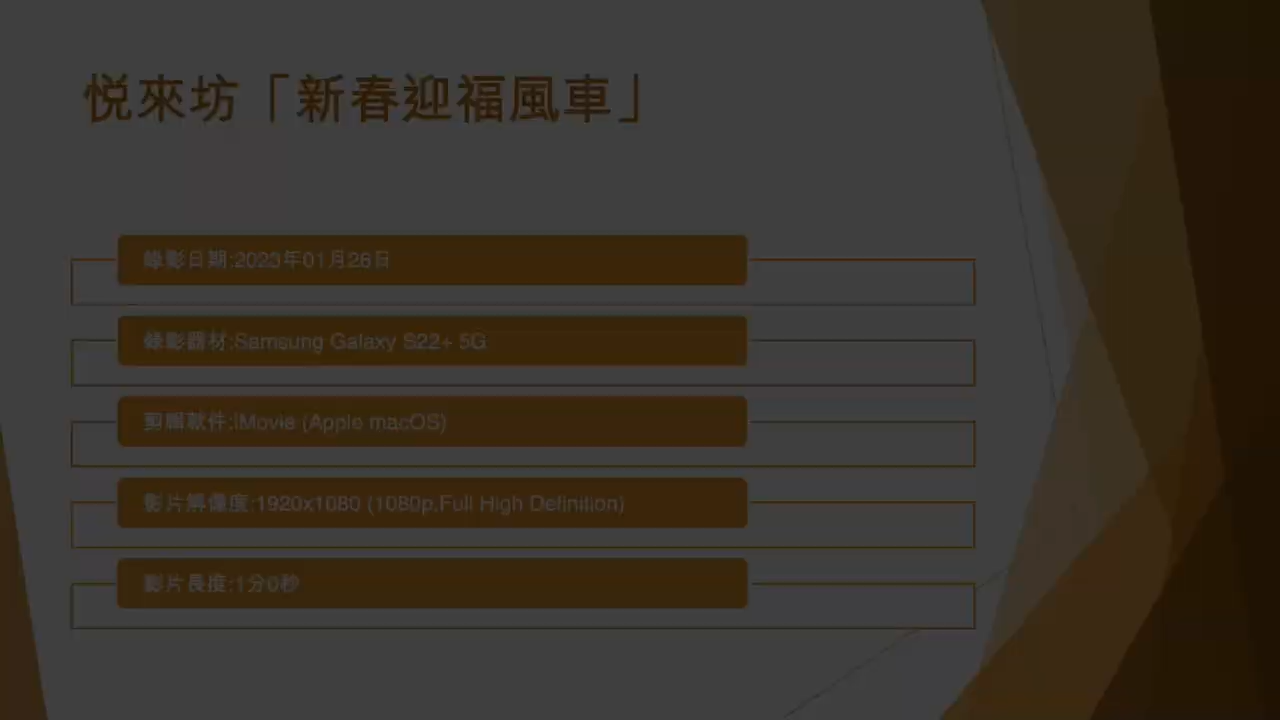 悦來坊「新春迎福風車」
錄影日期:2023年01月26日
錄影器材:Samsung Galaxy S22+ 5G
剪輯軟件:iMovie (Apple macOS)
影片解像度:1920x1080 (1080p,Full High Definition)
影片長度:1分0秒